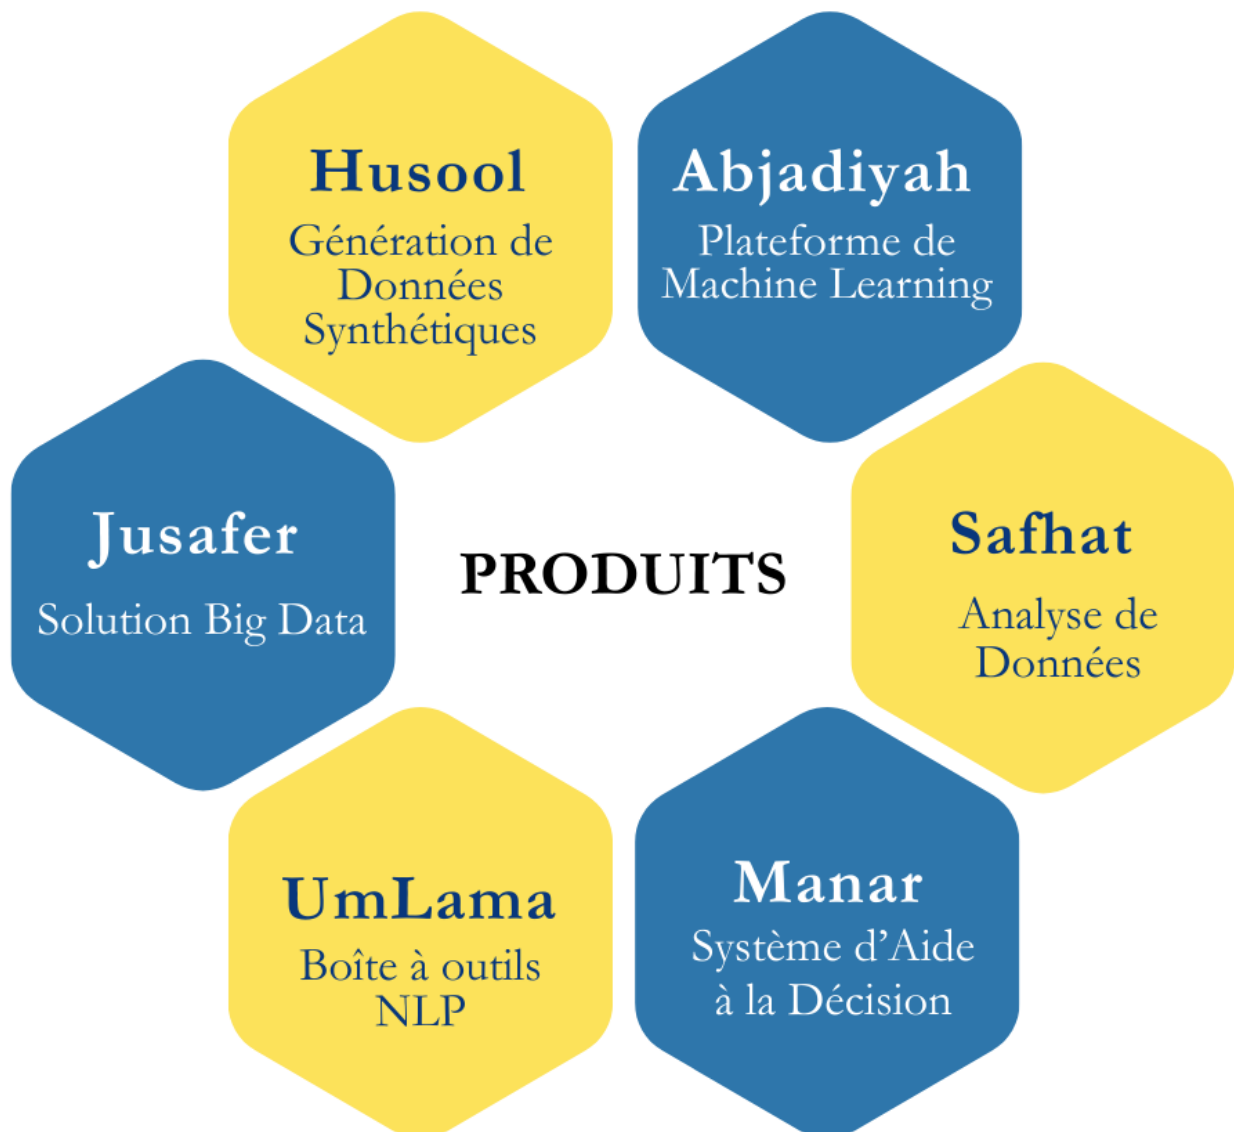 Husool
Génération de
Données
Synthétiques
Abjadiyah
Plateforme de
Machine Learning
Jusafer
Solution Big Data
PRODUITS
Safhat
Analyse de
Données
UmLama
Boîte à outils
NLP
Manar
Système d’Aide
à la Décision